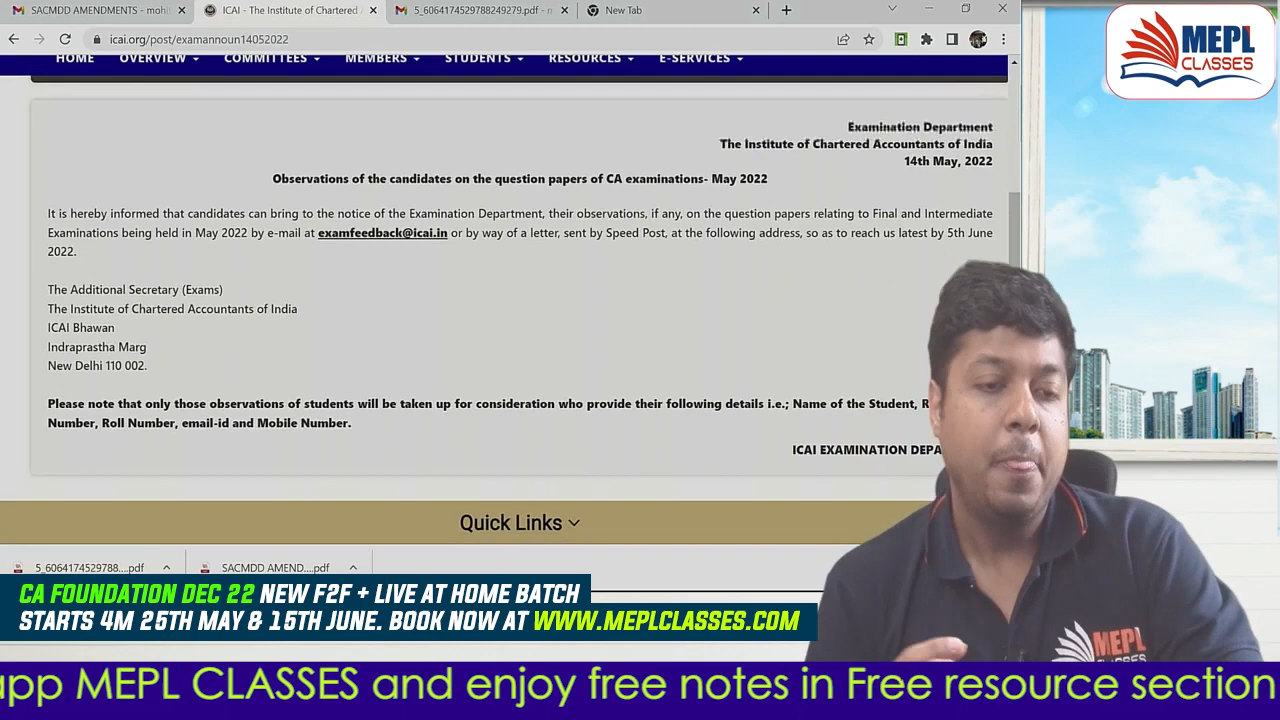 SACMDD AMENDMENTS - mohi
ICAI - The Institute of Chartered
5_6064174529788249279.pdf - n
New Tab
icai.org/post/examannoun14052022
HOME OVERVIEW COMMITTEES MEMBERS STUDENTS RESOURCES E-SERVICES
MEPL
CLASSES
Examination Department
The Institute of Chartered Accountants of India
14th May, 2022
Observations of the candidates on the question papers of CA examinations- May 2022
It is hereby informed that candidates can bring to the notice of the Examination Department, their observations, if any, on the question papers relating to Final and Intermediate
Examinations being held in May 2022 by e-mail at examfeedback@icai.in or by way of a letter, sent by Speed Post, at the following address, so as to reach us latest by 5th June
2022.
The Additional Secretary (Exams)
The Institute of Chartered Accountants of India
ICAI Bhawan
Indraprastha Marg
New Delhi 110 002.
Please note that only those observations of students will be taken up for consideration who provide their following details i.e.; Name of the Student, R
Number, Roll Number, email-id and Mobile Number.
ICAI EXAMINATION DEPA
Quick Links
5_6064174529788....pdf
SACMDD AMEND....pdf
CA FOUNDATION DEC 22 NEW F2F + LIVE AT HOME BATCH
STARTS 4M 25TH MAY & 15TH JUNE. BOOK NOW AT WWW.MEPLCLASSES.COM
MEPL
CLASSES
app MEPL CLASSES and enjoy free notes in Free resource section